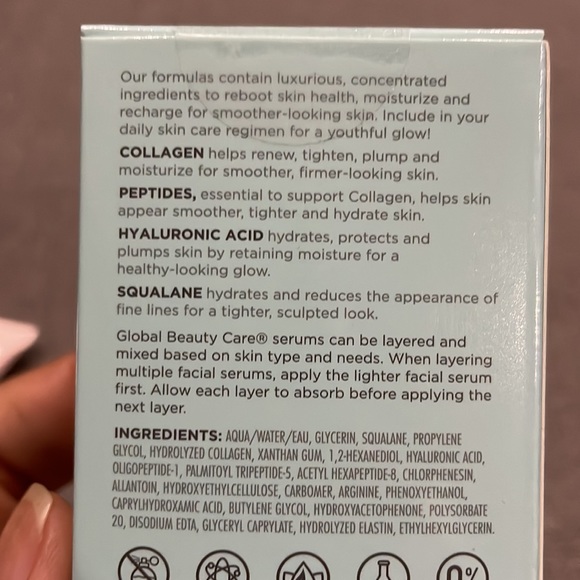 Our formulas contain luxurious, concentrated
ingredients to reboot skin health, moisturize and
recharge for smoother-looking skin. Include in your
daily skin care regimen for a youthful glow!
COLLAGEN helps renew, tighten, plump and
moisturize for smoother, firmer-looking skin.
PEPTIDES, essential to support Collagen, helps skin
appear smoother, tighter and hydrate skin.
HYALURONIC ACID hydrates, protects and
plumps skin by retaining moisture for a
healthy-looking glow.
SQUALANE hydrates and reduces the appearance of
fine lines for a tighter, sculpted look.
Global Beauty Care® serums can be layered and
mixed based on skin type and needs. When layering
multiple facial serums, apply the lighter facial serum
first. Allow each layer to absorb before applying the
next layer.
INGREDIENTS: AQUA/WATER/EAU, GLYCERIN, SQUALANE, PROPYLENE
GLYCOL, HYDROLYZED COLLAGEN, XANTHAN GUM, 1,2-HEXANEDIOL, HYALURONIC ACID,
OLIGOPEPTIDE-1, PALMITOYL TRIPEPTIDE-5, ACETYL HEXAPEPTIDE-8, CHLORPHENESIN,
ALLANTOIN, HYDROXYETHYLCELLULOSE, CARBOMER, ARGININE, PHENOXYETHANOL,
CAPRYLHYDROXAMIC ACID, BUTYLENE GLYCOL, HYDROXYACETOPHENONE, POLYSORBATE
20, DISODIUM EDTA, GLYCERYL CAPRYLATE, HYDROLYZED ELASTIN, ETHYLHEXYLGLYCERIN.
0%